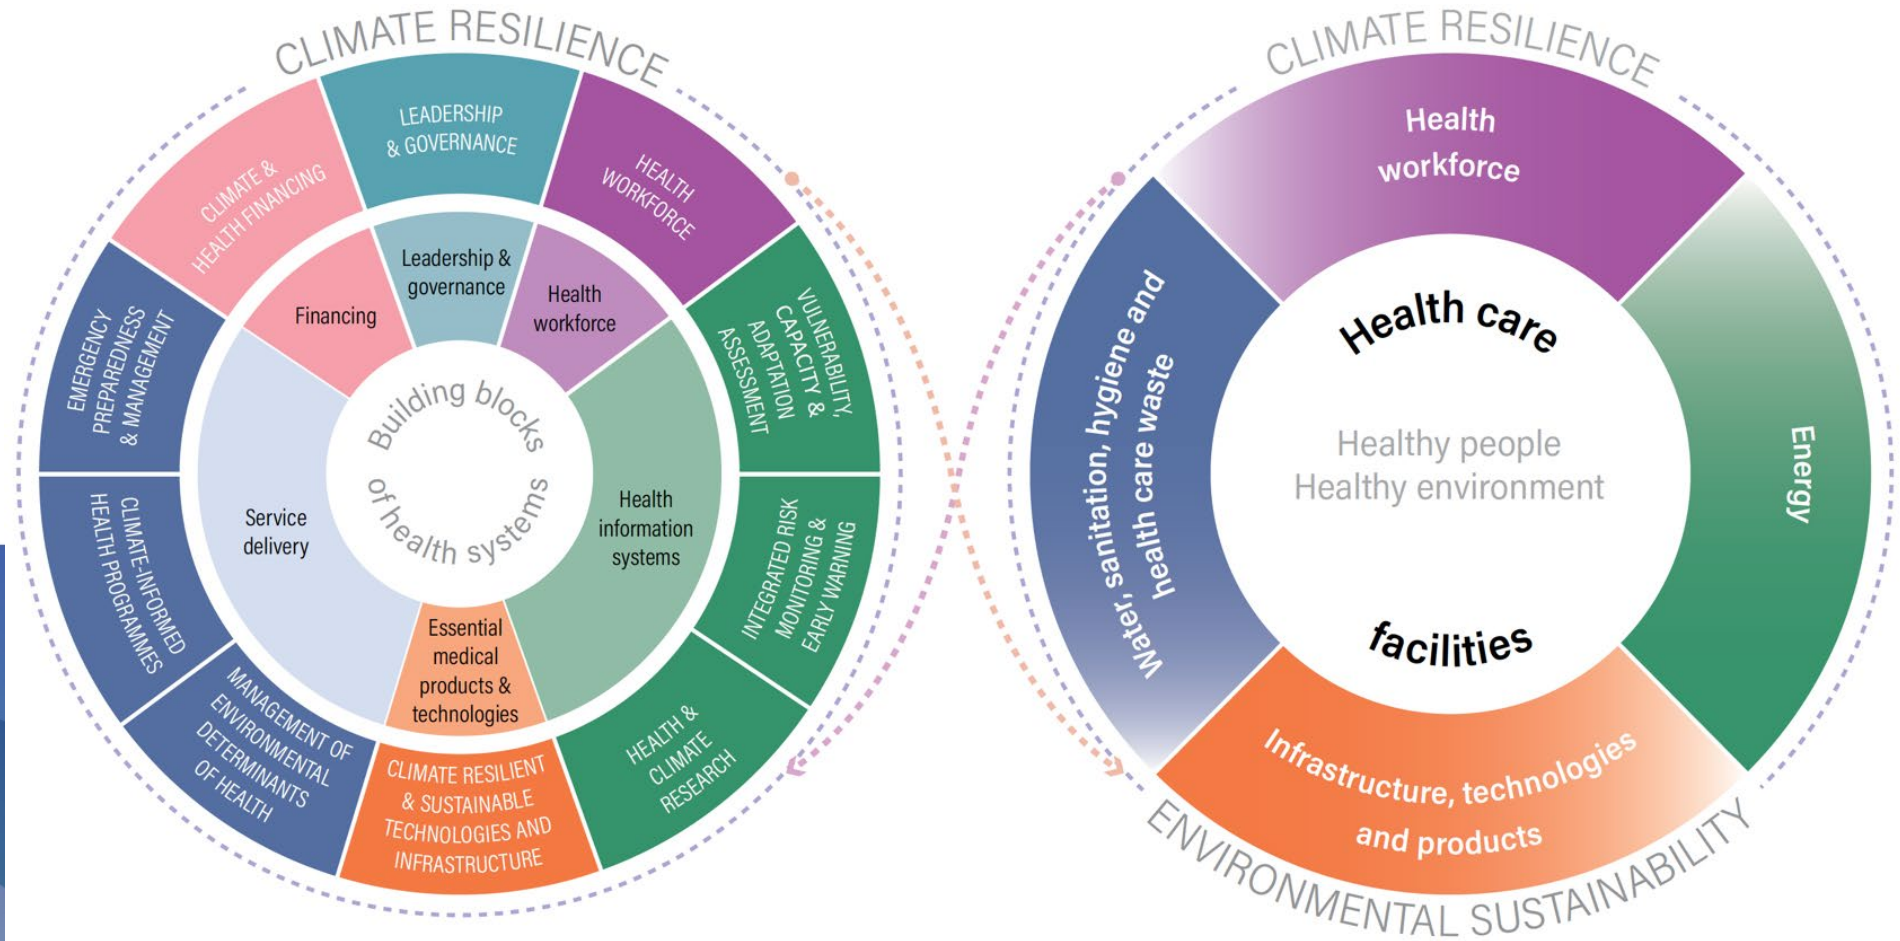 CLIMATE RESILIENCE
LEADERSHIP
& GOVERNANCE
HEALTH
WORKFORCE
VULNERABILITY,
CAPACITY &
ADAPTATION
ASSESSMENT
INTEGRATED RISK
MONITORING &
EARLY WARINING
HEALTH &
CLIMATE
RESEARCH
CLIMATE RESILIENT
& SUSTAINABLE
TECHNOLOGIES AND
INFRASTRUCTURE
MANAGEMENT OF
ENVIRONMENTAL
DETERMINANTS
OF HEALTH
CLIMATE-INFORMED
HEALTH PROGRAMMES
EMERGENCY
PREPAREDNESS
& MANAGEMENT
CLIMATE &
HEALTH FINANCING
Leadership &
governance
Health
workforce
Health
information
systems
Essential
medical
products &
technologies
Service
delivery
Financing
Building blocks
of health systems
CLIMATE RESILIENCE
Health
workforce
Energy
Infrastructure, technologies
and products
Water, sanitation, hygiene and
health care waste
Health care
Healthy people
Healthy environment
facilities
ENVIRONMENTAL SUSTAINABILITY